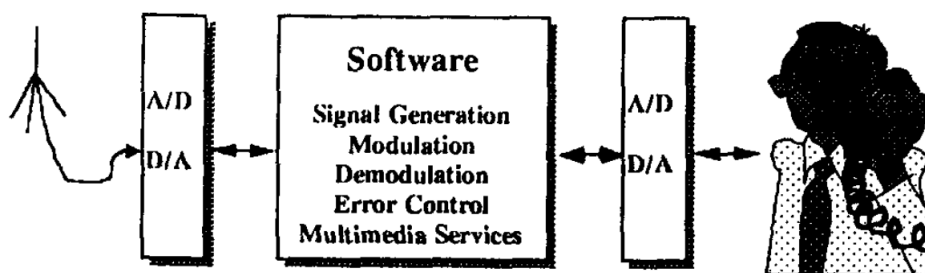 A/D
D/A
Software
Signal Generation
Modulation
Demodulation
Error Control
Multimedia Services
A/D
D/A